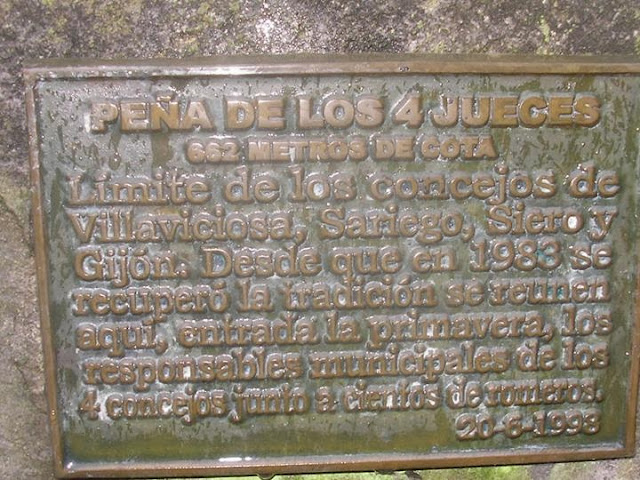 PEÑA DE LOS 4 JUECES
662 METROS DE COTA
Límite de los concejos de
Villaviciosa, Sariego, Siero y
Gijón. Desde que en 1983 se
recuperó la tradición se reunen
aquí, entrada la primavera, los
responsables municipales de los
4 concejos junto a cientos de romeros.
20-6-1998